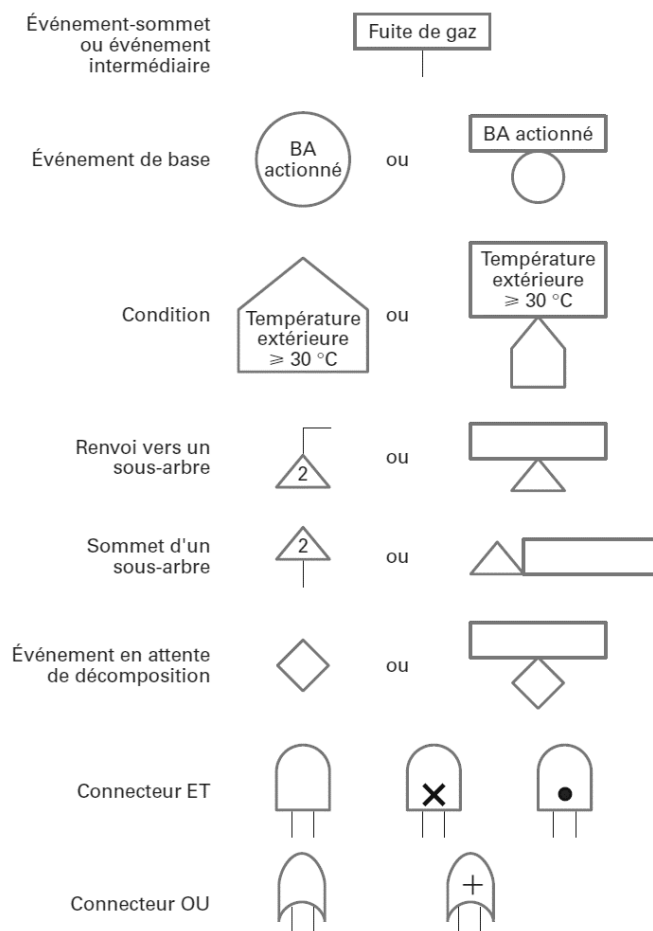 Événement-sommet
ou événement
intermédiaire
Fuite de gaz
Événement de base
BA
actionné
ou
BA actionné
Condition
Température
extérieure
⩾ 30 °C
ou
Température
extérieure
⩾ 30 °C
Renvoi vers un
sous-arbre
2
ou
Sommet d'un
sous-arbre
2
ou
Événement en attente
de décomposition
ou
Connecteur ET
Connecteur OU
+